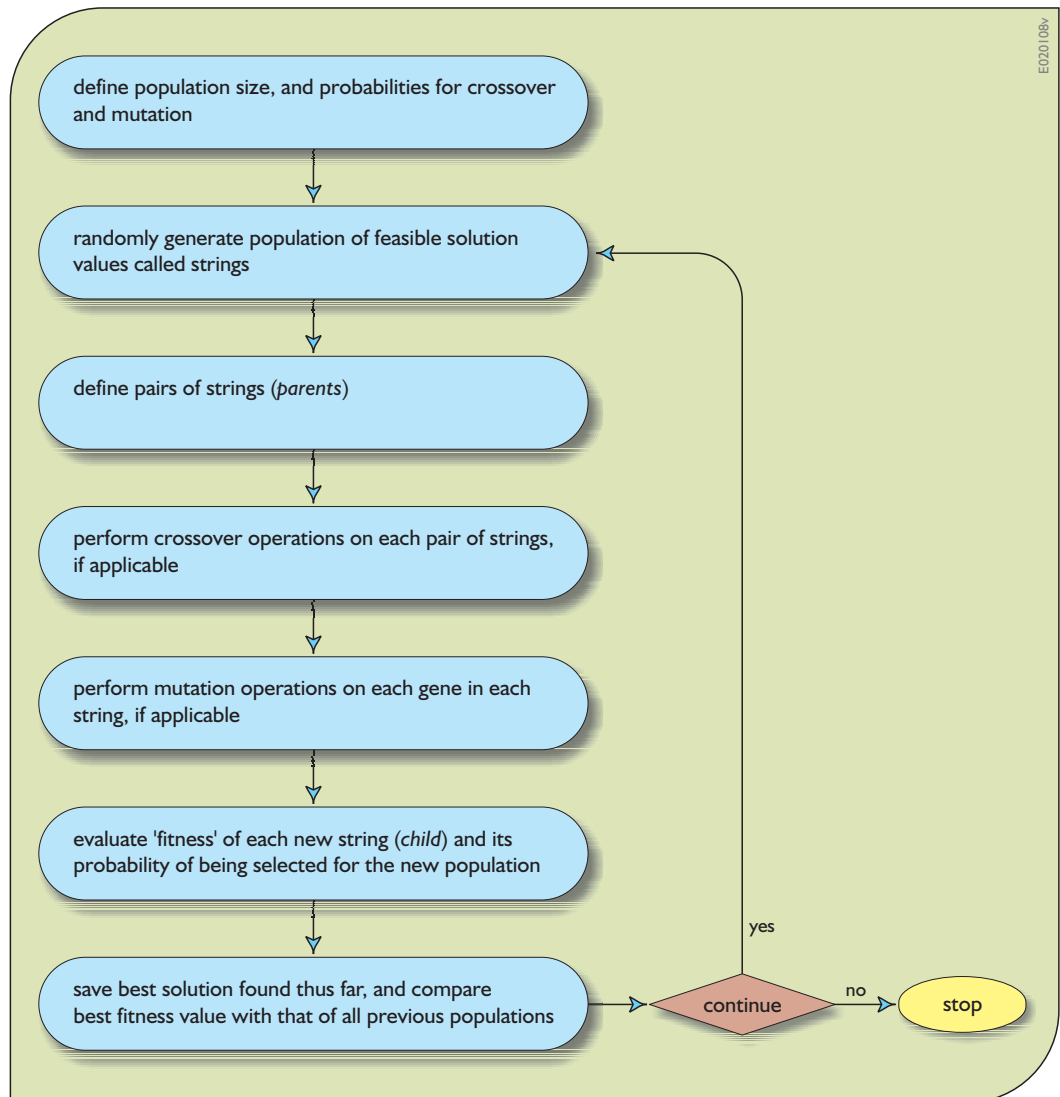 E020108v
define population size, and probabilities for crossover
and mutation
randomly generate population of feasible solution
values called strings
define pairs of strings (parents)
perform crossover operations on each pair of strings,
if applicable
perform mutation operations on each gene in each
string, if applicable
evaluate 'fitness' of each new string (child) and its
probability of being selected for the new population
save best solution found thus far, and compare
best fitness value with that of all previous populations
yes
continue
no
stop